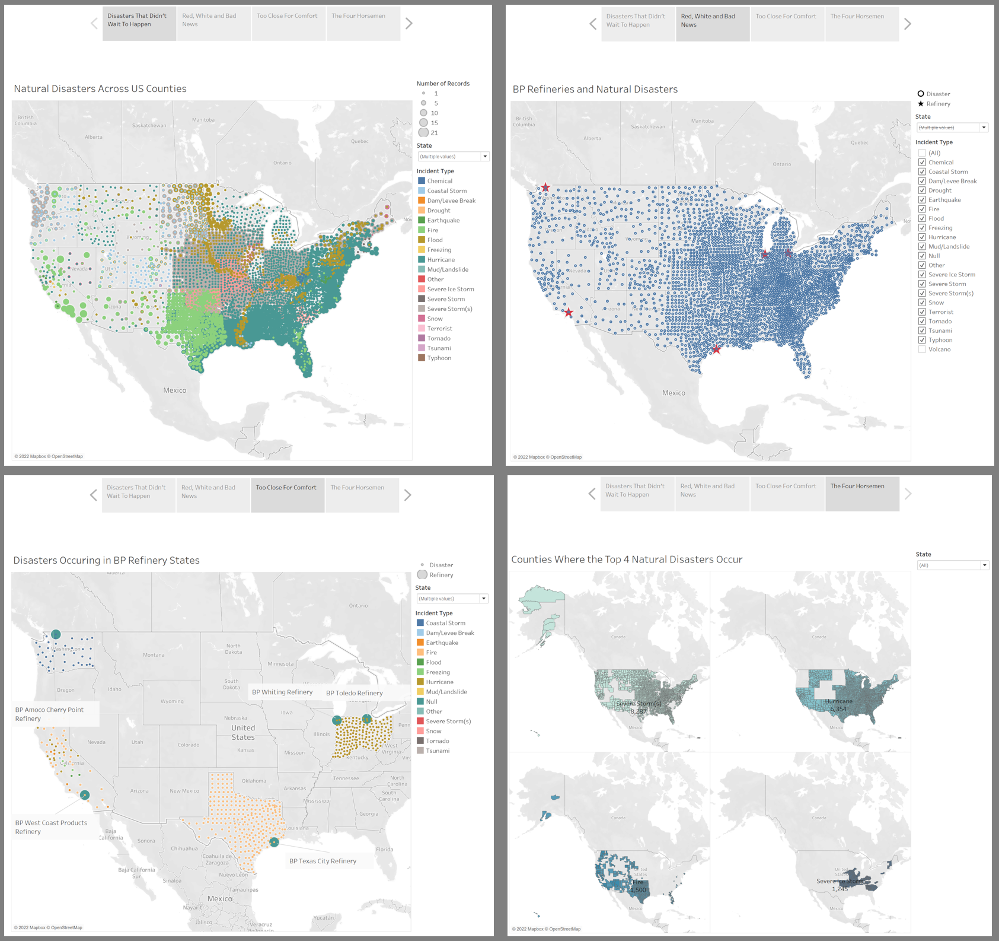 Disasters That Didn't
Wait To Happen
Red, White and Bad
News
Too Close For Comfort
The Four Horsemen
Natural Disasters Across US Counties
British
Columbia
Alberta
Saskatchewan
Manitoba
Ontario
Quebec
Wyoming
Nevada
Mexico
© 2022 Mapbox © OpenStreetMap
Number of Records
1
5
10
15
21
State
(Multiple values)
Incident Type
Chemical
Coastal Storm
Dam/Levee Break
Drought
Earthquake
Fire
Flood
Freezing
Hurricane
Mud/Landslide
Other
Severe Ice Storm
Severe Storm
Severe Storm(s)
Snow
Terrorist
Tornado
Tsunami
Typhoon
Disasters That Didn't
Wait To Happen
Red, White and Bad
News
Too Close For Comfort
The Four Horsemen
BP Refineries and Natural Disasters
British
Columbia
Alberta
Saskatchewan
Manitoba
Ontario
Quebec
Wyoming
Nevada
Mexico
© 2022 Mapbox © OpenStreetMap
Disaster
Refinery
State
(Multiple values)
Incident Type
(All)
Chemical
Coastal Storm
Dam/Levee Break
Drought
Earthquake
Fire
Flood
Freezing
Hurricane
Mud/Landslide
Null
Other
Severe Ice Storm
Severe Storm
Severe Storm(s)
Snow
Terrorist
Tornado
Tsunami
Typhoon
Volcano
Disasters That Didn't
Wait To Happen
Red, White and Bad
News
Too Close For Comfort
The Four Horsemen
Disasters Occuring in BP Refinery States
Alberta
Ontario
Washington
Montana
North
Dakota
Minnesota
South
Dakota
Oregon
Idaho
BP Whiting Refinery
BP Toledo Refinery
Wyoming
BP Amoco Cherry Point
Refinery
Iowa
Nebraska
United
States
Illinois
Penn
Nevada
Utah
Colorado
Kansas
Missouri
West
Virginia
Kentucky
California
Tennessee
North
Carolina
Oklahoma
Arkansas
Arizona
New Mexico
South
Carolina
Mississippi
Georgia
BP West Coast Products
Refinery
Baja
California
Sonora
Chihuahua
Florida
Coahuila de
Zaragoza
BP Texas City Refinery
Baja California
Sur
Sinaloa
Nuevo León
Tamaulipas
Mexico
Nayarit
Jalisco
Veracruz
Yucatán
© 2022 Mapbox © OpenStreetMap
Disaster
Refinery
State
(Multiple values)
Incident Type
Coastal Storm
Dam/Levee Break
Earthquake
Fire
Flood
Freezing
Hurricane
Mud/Landslide
Null
Other
Severe Storm(s)
Snow
Tornado
Tsunami
Disasters That Didn't
Wait To Happen
Red, White and Bad
News
Too Close For Comfort
The Four Horsemen
Counties Where the Top 4 Natural Disasters Occur
State
(All)
Canada
Severe Storm(s)
8,287
Mexico
Canada
Hurricane
6,354
Mexico
Canada
United
States
Fire
1,500
Mexico
Canada
United
States
Severe Ice Storm
1,245
Mexico
© 2022 Mapbox © OpenStreetMap